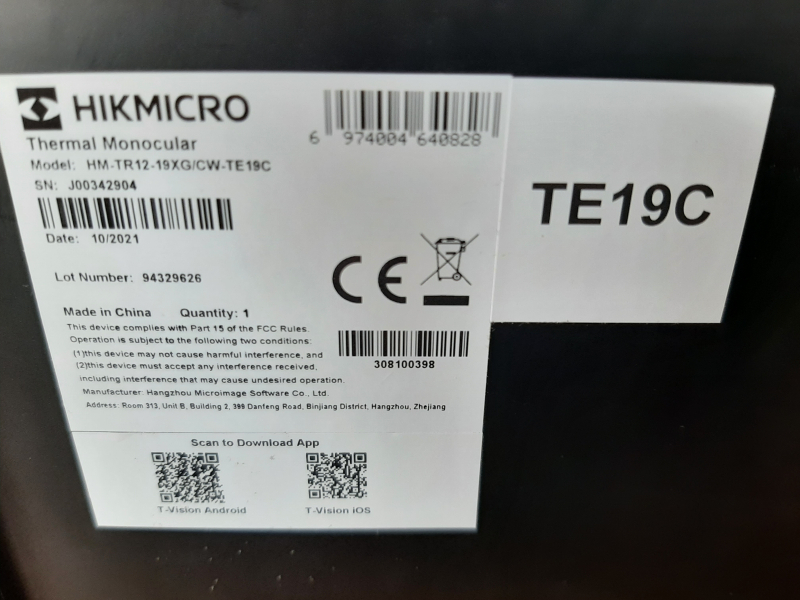 HIKMICRO
Thermal Monocular
Model: HM-TR12-19XG/CW-TE19C
SN: J00342904
Date: 10/2021
Lot Number: 94329626
Made in China Quantity: 1
This device complies with Part 15 of the FCC Rules.
Operation is subject to the following two conditions:
(1)this device may not cause harmful interference, and
(2)this device must accept any interference received,
including interference that may cause undesired operation.
Manufacturer: Hangzhou Microimage Software Co., Ltd.
Address: Room 313, Unit B, Building 2, 399 Danfeng Road, Binjiang District, Hangzhou, Zhejiang
6 974004 640828
CE
308100398
Scan to Download App
T-Vision Android T-Vision iOS
TE19C